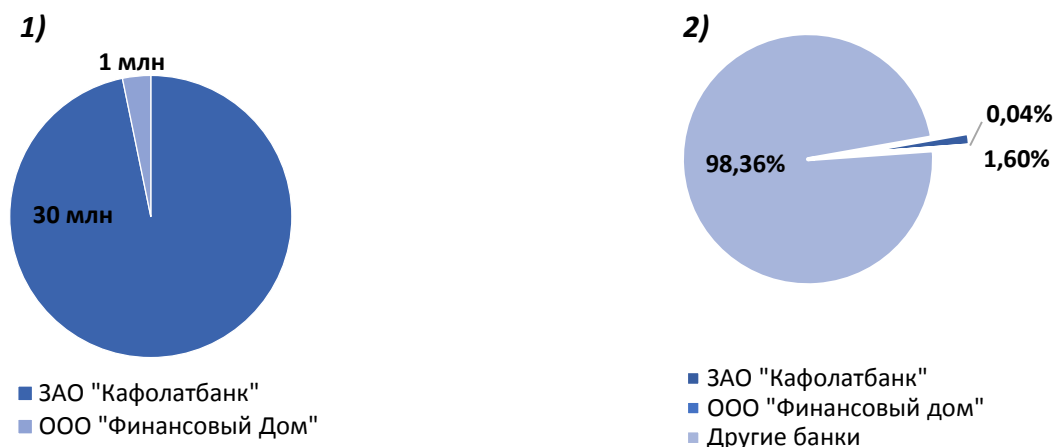 1)
1 млн
30 млн
ЗАО "Кафолатбанк"
ООО "Финансовый Дом"
2)
0,04%
98,36%
1,60%
ЗАО "Кафолатбанк"
ООО "Финансовый дом"
Другие банки